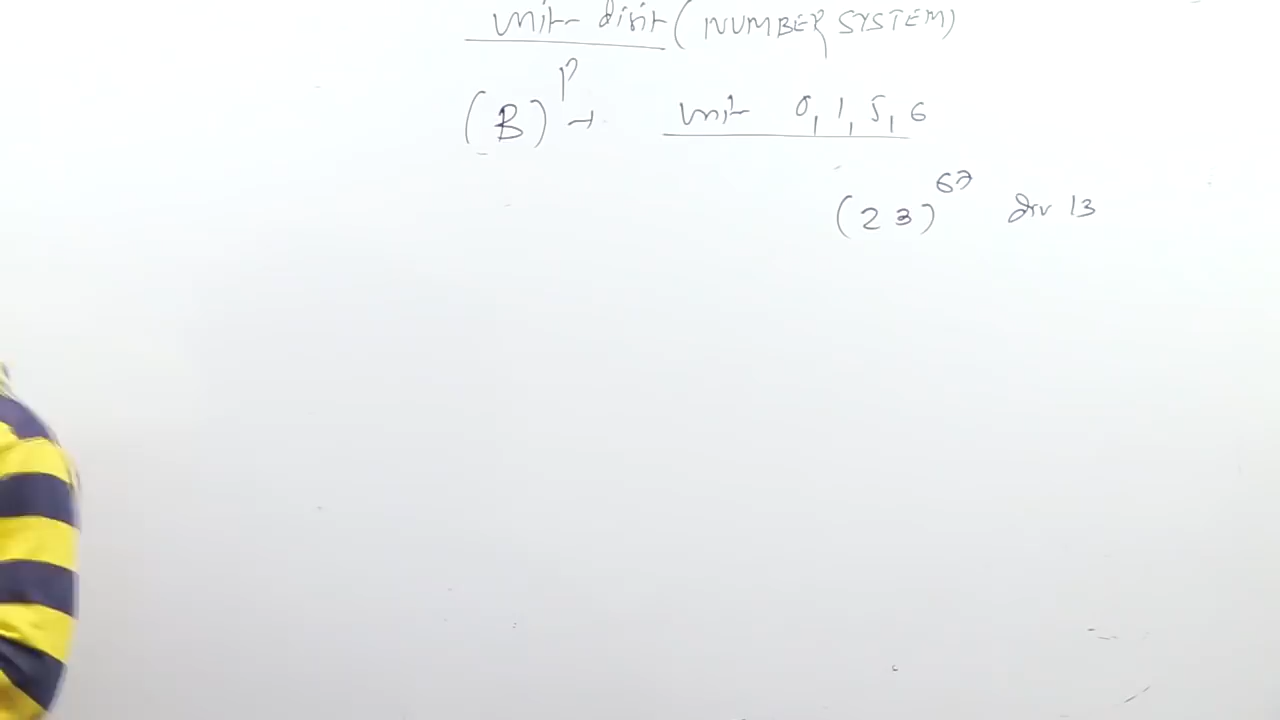 unit digit (NUMBER SYSTEM)
(B)^P → unit 0, 1, 5, 6
(23)^67 div 13